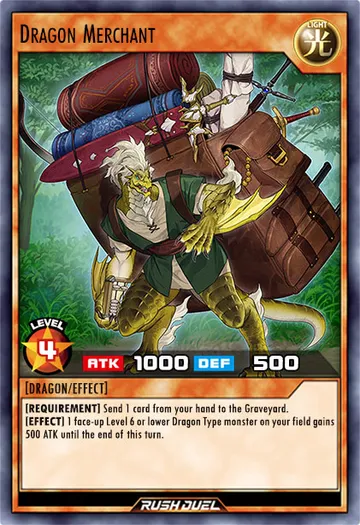 DRAGON MERCHANT
LIGHT
光
LEVEL
4
ATK 1000 DEF 500
[DRAGON/EFFECT]
[REQUIREMENT] Send 1 card from your hand to the Graveyard.
[EFFECT] 1 face-up Level 6 or lower Dragon Type monster on your field gains
500 ATK until the end of this turn.
RUSH DUEL